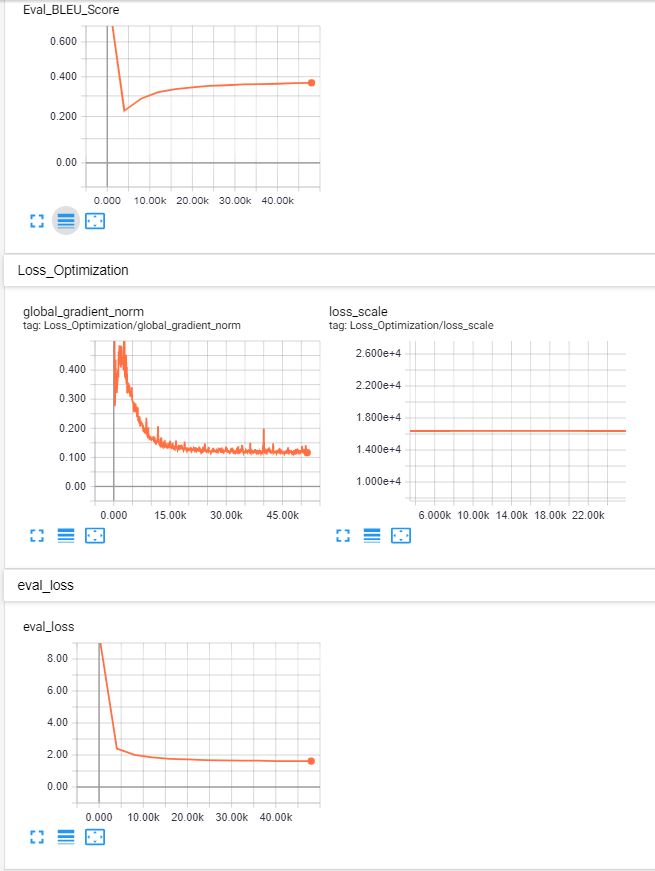 Eval_BLEU_Score
0.600
0.400
0.200
0.00
0.000 10.00k 20.00k 30.00k 40.00k
Loss_Optimization
global_gradient_norm
tag: Loss_Optimization/global_gradient_norm
0.400
0.300
0.200
0.100
0.00
0.000 15.00k 30.00k 45.00k
loss_scale
tag: Loss_Optimization/loss_scale
2.600e+4
2.200e+4
1.800e+4
1.400e+4
1.000e+4
6.000k 10.00k 14.00k 18.00k 22.00k
eval_loss
eval_loss
8.00
6.00
4.00
2.00
0.00
0.000 10.00k 20.00k 30.00k 40.00k